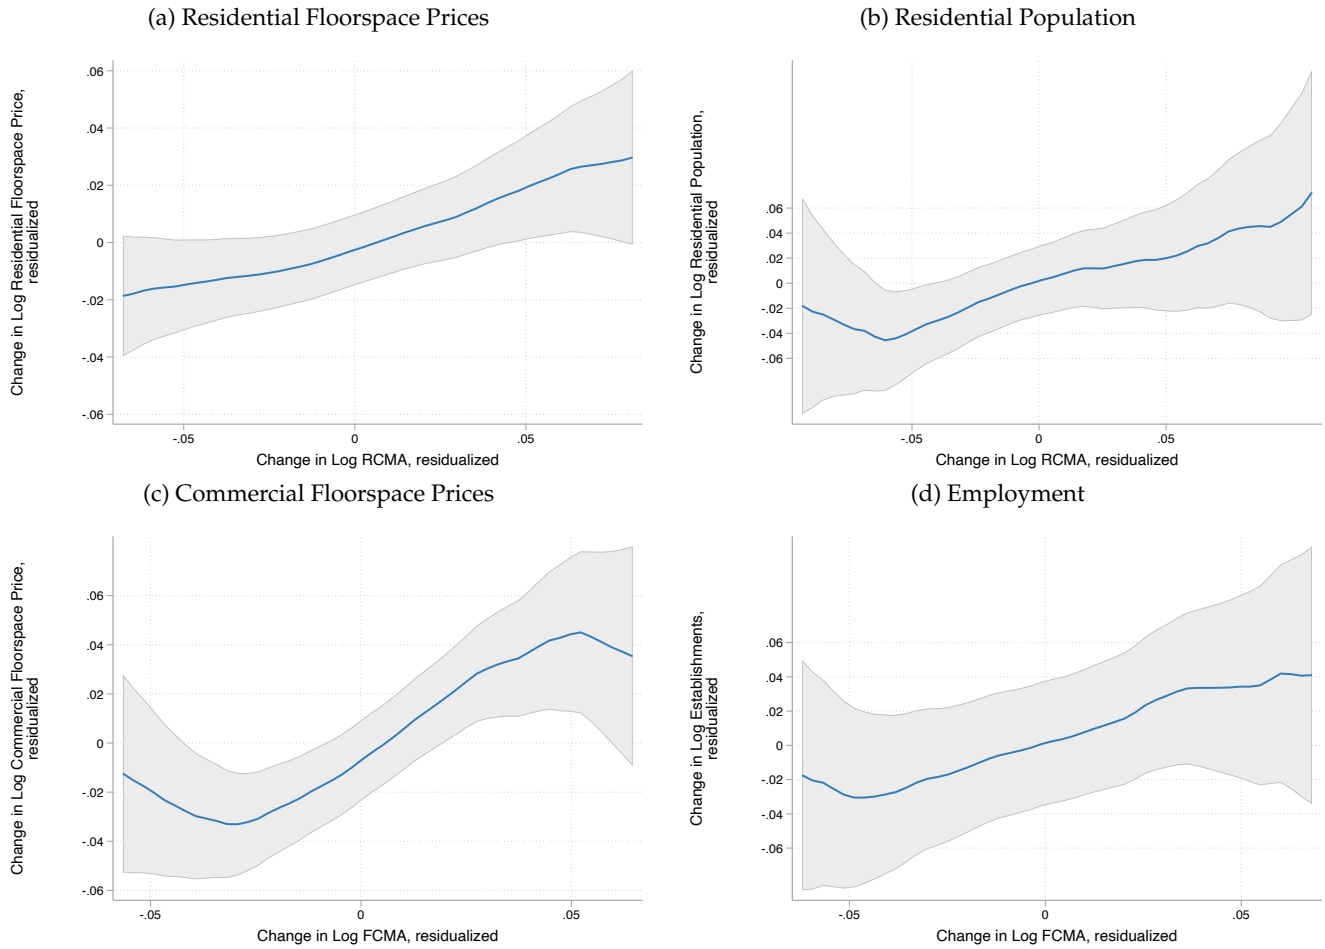 (a) Residential Floorspace Prices
Change in Log Residential Floorspace Price,
residualized
.06
.04
.02
0
-.02
-.04
-.06
-.05
0
.05
Change in Log RCMA, residualized
(b) Residential Population
Change in Log Residential Population,
residualized
.06
.04
.02
0
-.02
-.04
-.06
-.05
0
.05
Change in Log RCMA, residualized
(c) Commercial Floorspace Prices
Change in Log Commercial Floorspace Price,
residualized
.06
.04
.02
0
-.02
-.04
-.06
-.05
0
.05
Change in Log FCMA, residualized
(d) Employment
Change in Log Establishments,
residualized
.06
.04
.02
0
-.02
-.04
-.06
-.05
0
.05
Change in Log FCMA, residualized